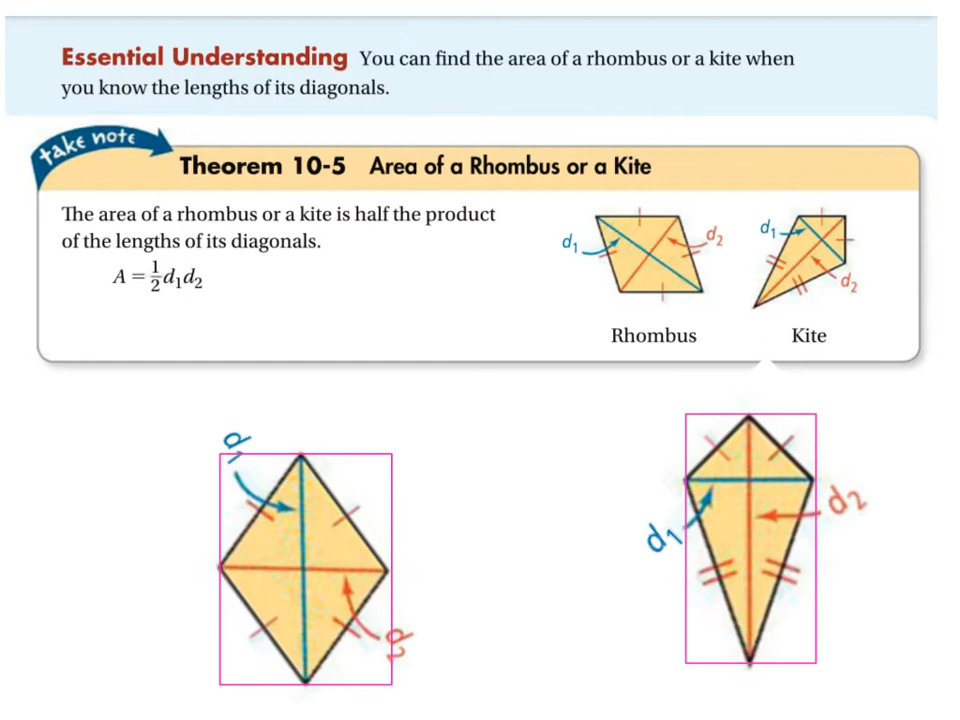 Essential Understanding You can find the area of a rhombus or a kite when
you know the lengths of its diagonals.
take note
Theorem 10-5 Area of a Rhombus or a Kite
The area of a rhombus or a kite is half the product
of the lengths of its diagonals.
A = 1/2 d₁d₂
d₁
d₂
d₁
d₂
Rhombus
Kite
d₁
d₂
d₁
d₂